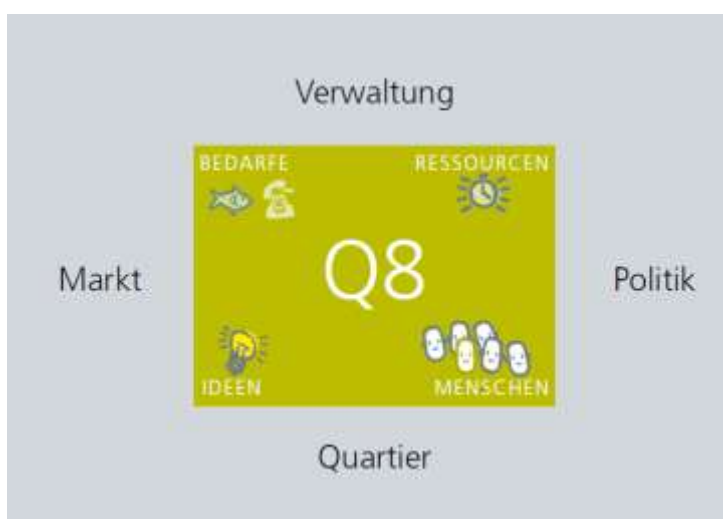 Verwaltung
BEDARFE RESSOURCEN
Markt Q8 Politik
IDEEN MENSCHEN
Quartier